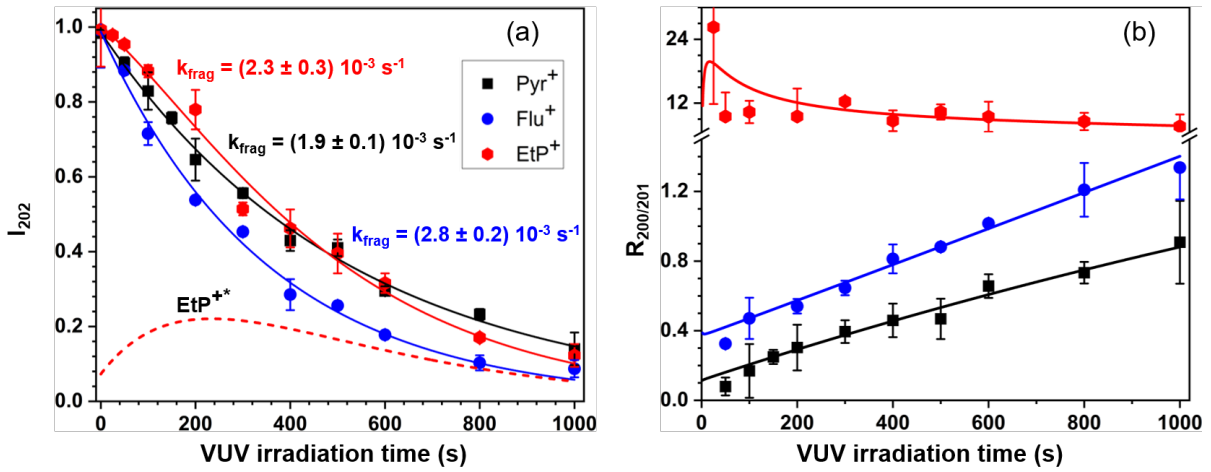 (a)
k_frag = (2.3 ± 0.3) 10⁻³ s⁻¹
Pyr⁺
Flu⁺
EtP⁺
k_frag = (1.9 ± 0.1) 10⁻³ s⁻¹
k_frag = (2.8 ± 0.2) 10⁻³ s⁻¹
EtP⁺*
I₂₀₂
1.0
0.8
0.6
0.4
0.2
0.0
0 200 400 600 800 1000
VUV irradiation time (s)
(b)
R₂₀₀/₂₀₁
24
12
1.2
0.8
0.4
0.0
0 200 400 600 800 1000
VUV irradiation time (s)